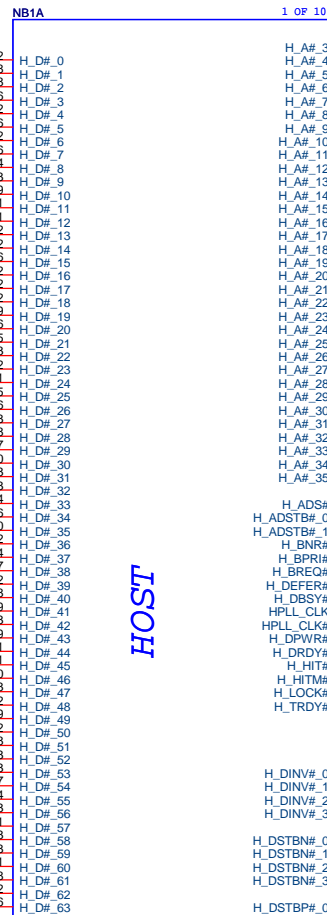 NB1A 1 OF 10
H_A#_3
H_D#_0 H_A#_4
H_D#_1 H_A#_5
H_D#_2 H_A#_6
H_D#_3 H_A#_7
H_D#_4 H_A#_8
H_D#_5 H_A#_9
H_D#_6 H_A#_10
H_D#_7 H_A#_11
H_D#_8 H_A#_12
H_D#_9 H_A#_13
H_D#_10 H_A#_14
H_D#_11 H_A#_15
H_D#_12 H_A#_16
H_D#_13 H_A#_17
H_D#_14 H_A#_18
H_D#_15 H_A#_19
H_D#_16 H_A#_20
H_D#_17 H_A#_21
H_D#_18 H_A#_22
H_D#_19 H_A#_23
H_D#_20 H_A#_24
H_D#_21 H_A#_25
H_D#_22 H_A#_26
H_D#_23 H_A#_27
H_D#_24 H_A#_28
H_D#_25 H_A#_29
H_D#_26 H_A#_30
H_D#_27 H_A#_31
H_D#_28 H_A#_32
H_D#_29 H_A#_33
H_D#_30 H_A#_34
H_D#_31 H_A#_35
H_D#_32
H_D#_33 H_ADS#
H_D#_34 H_ADSTB#_0
H_D#_35 H_ADSTB#_1
H_D#_36 H_BNR#
H_D#_37 H_BPRI#
H_D#_38 H_BREQ#
H_D#_39 H_DEFER#
H_D#_40 H_DBSY#
H_D#_41 HPLL_CLK
H_D#_42 HPLL_CLK#
H_D#_43 H_DPWR#
H_D#_44 H_DRDY#
H_D#_45 H_HIT#
H_D#_46 H_HITM#
H_D#_47 H_LOCK#
H_D#_48 H_TRDY#
H_D#_49
H_D#_50
H_D#_51
H_D#_52
H_D#_53 H_DINV#_0
H_D#_54 H_DINV#_1
H_D#_55 H_DINV#_2
H_D#_56 H_DINV#_3
H_D#_57
H_D#_58 H_DSTBN#_0
H_D#_59 H_DSTBN#_1
H_D#_60 H_DSTBN#_2
H_D#_61 H_DSTBN#_3
H_D#_62
H_D#_63 H_DSTBP#_0
HOST